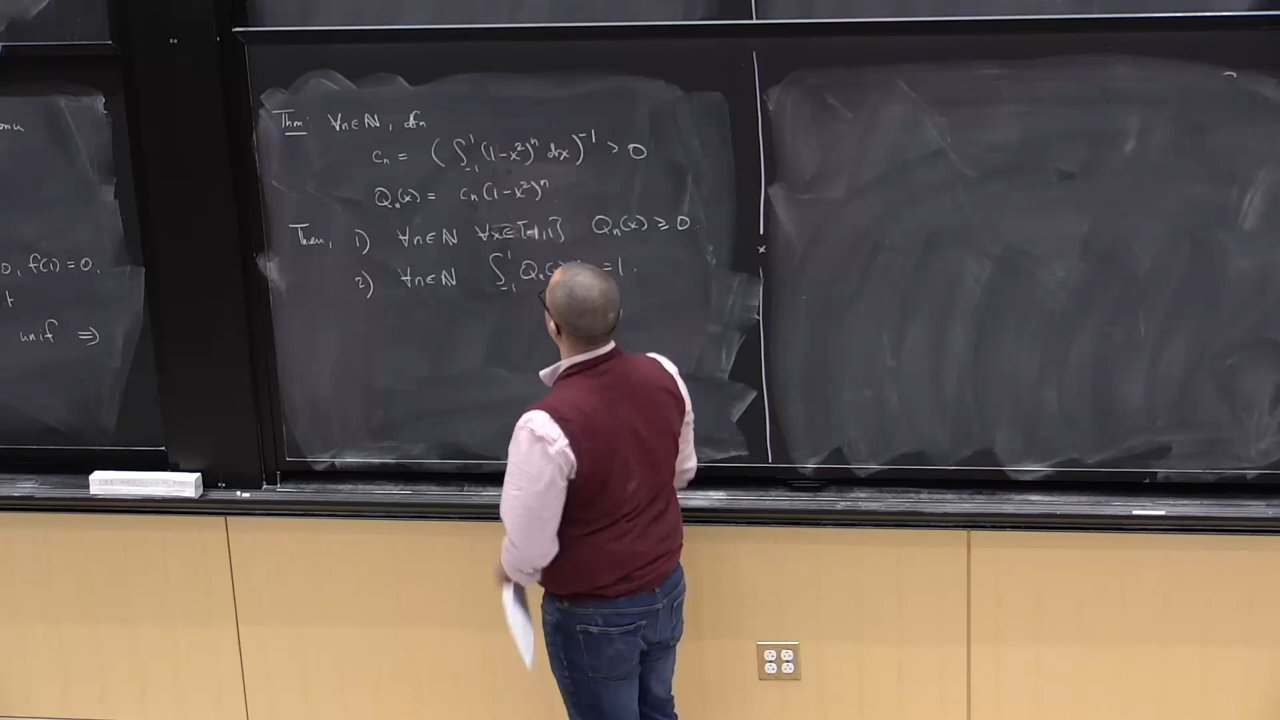 0, f(1)=0.
unif ⇒
Thm: ∀n∈ℕ, dfn
cₙ = (∫₋₁¹ (1-x²)ⁿ dx)⁻¹ > 0
Qₙ(x) = cₙ(1-x²)ⁿ
Then, 1) ∀n∈ℕ ∀x∈[-1,1] Qₙ(x) ≥ 0.
2) ∀n∈ℕ ∫₋₁¹ Qₙ( =1.